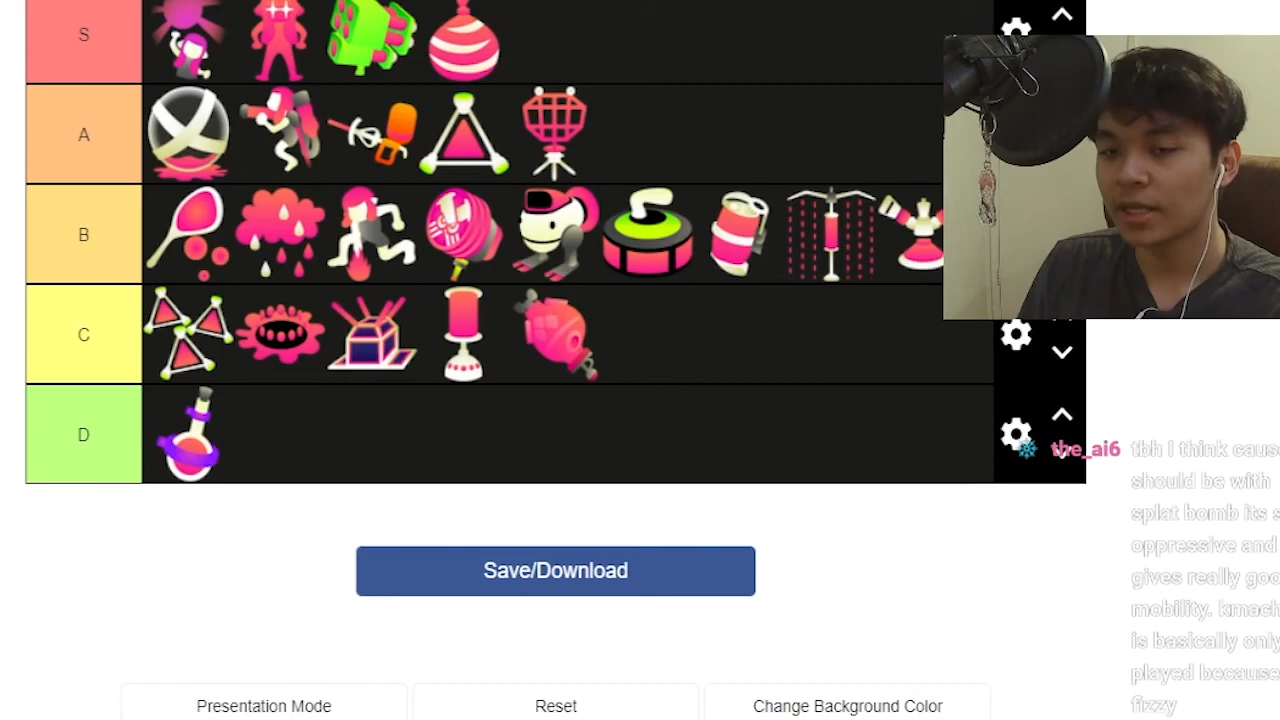 S
A
B
C
D
the_ai6 tbh I think
should be with
splat bomb its
oppressive and
gives really
mobility.
is basically
played because
fizzy
Save/Download
Presentation Mode
Reset
Change Background Color